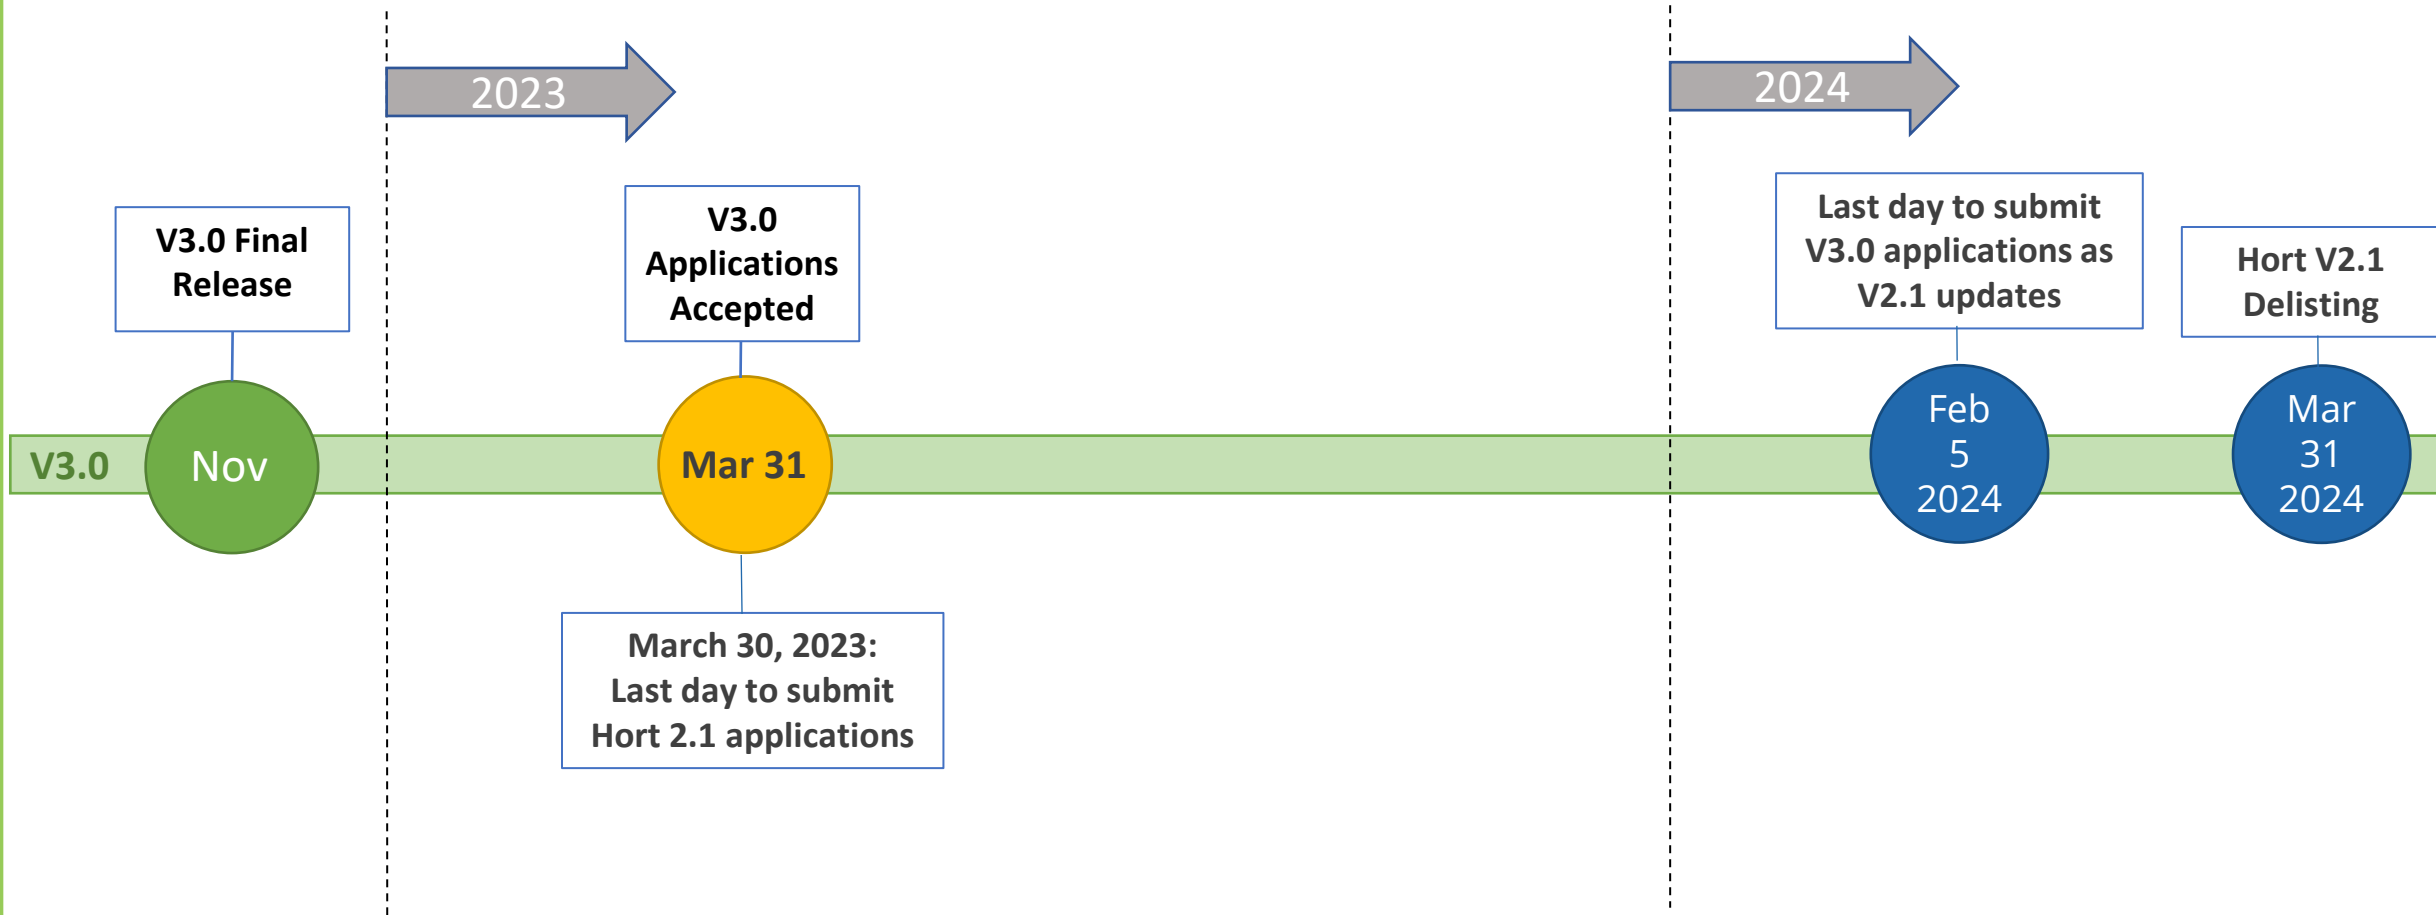 2023
2024
V3.0 Final
Release
V3.0
Applications
Accepted
Last day to submit
V3.0 applications as
V2.1 updates
Hort V2.1
Delisting
V3.0
Nov
Mar 31
Feb
5
2024
Mar
31
2024
March 30, 2023:
Last day to submit
Hort 2.1 applications